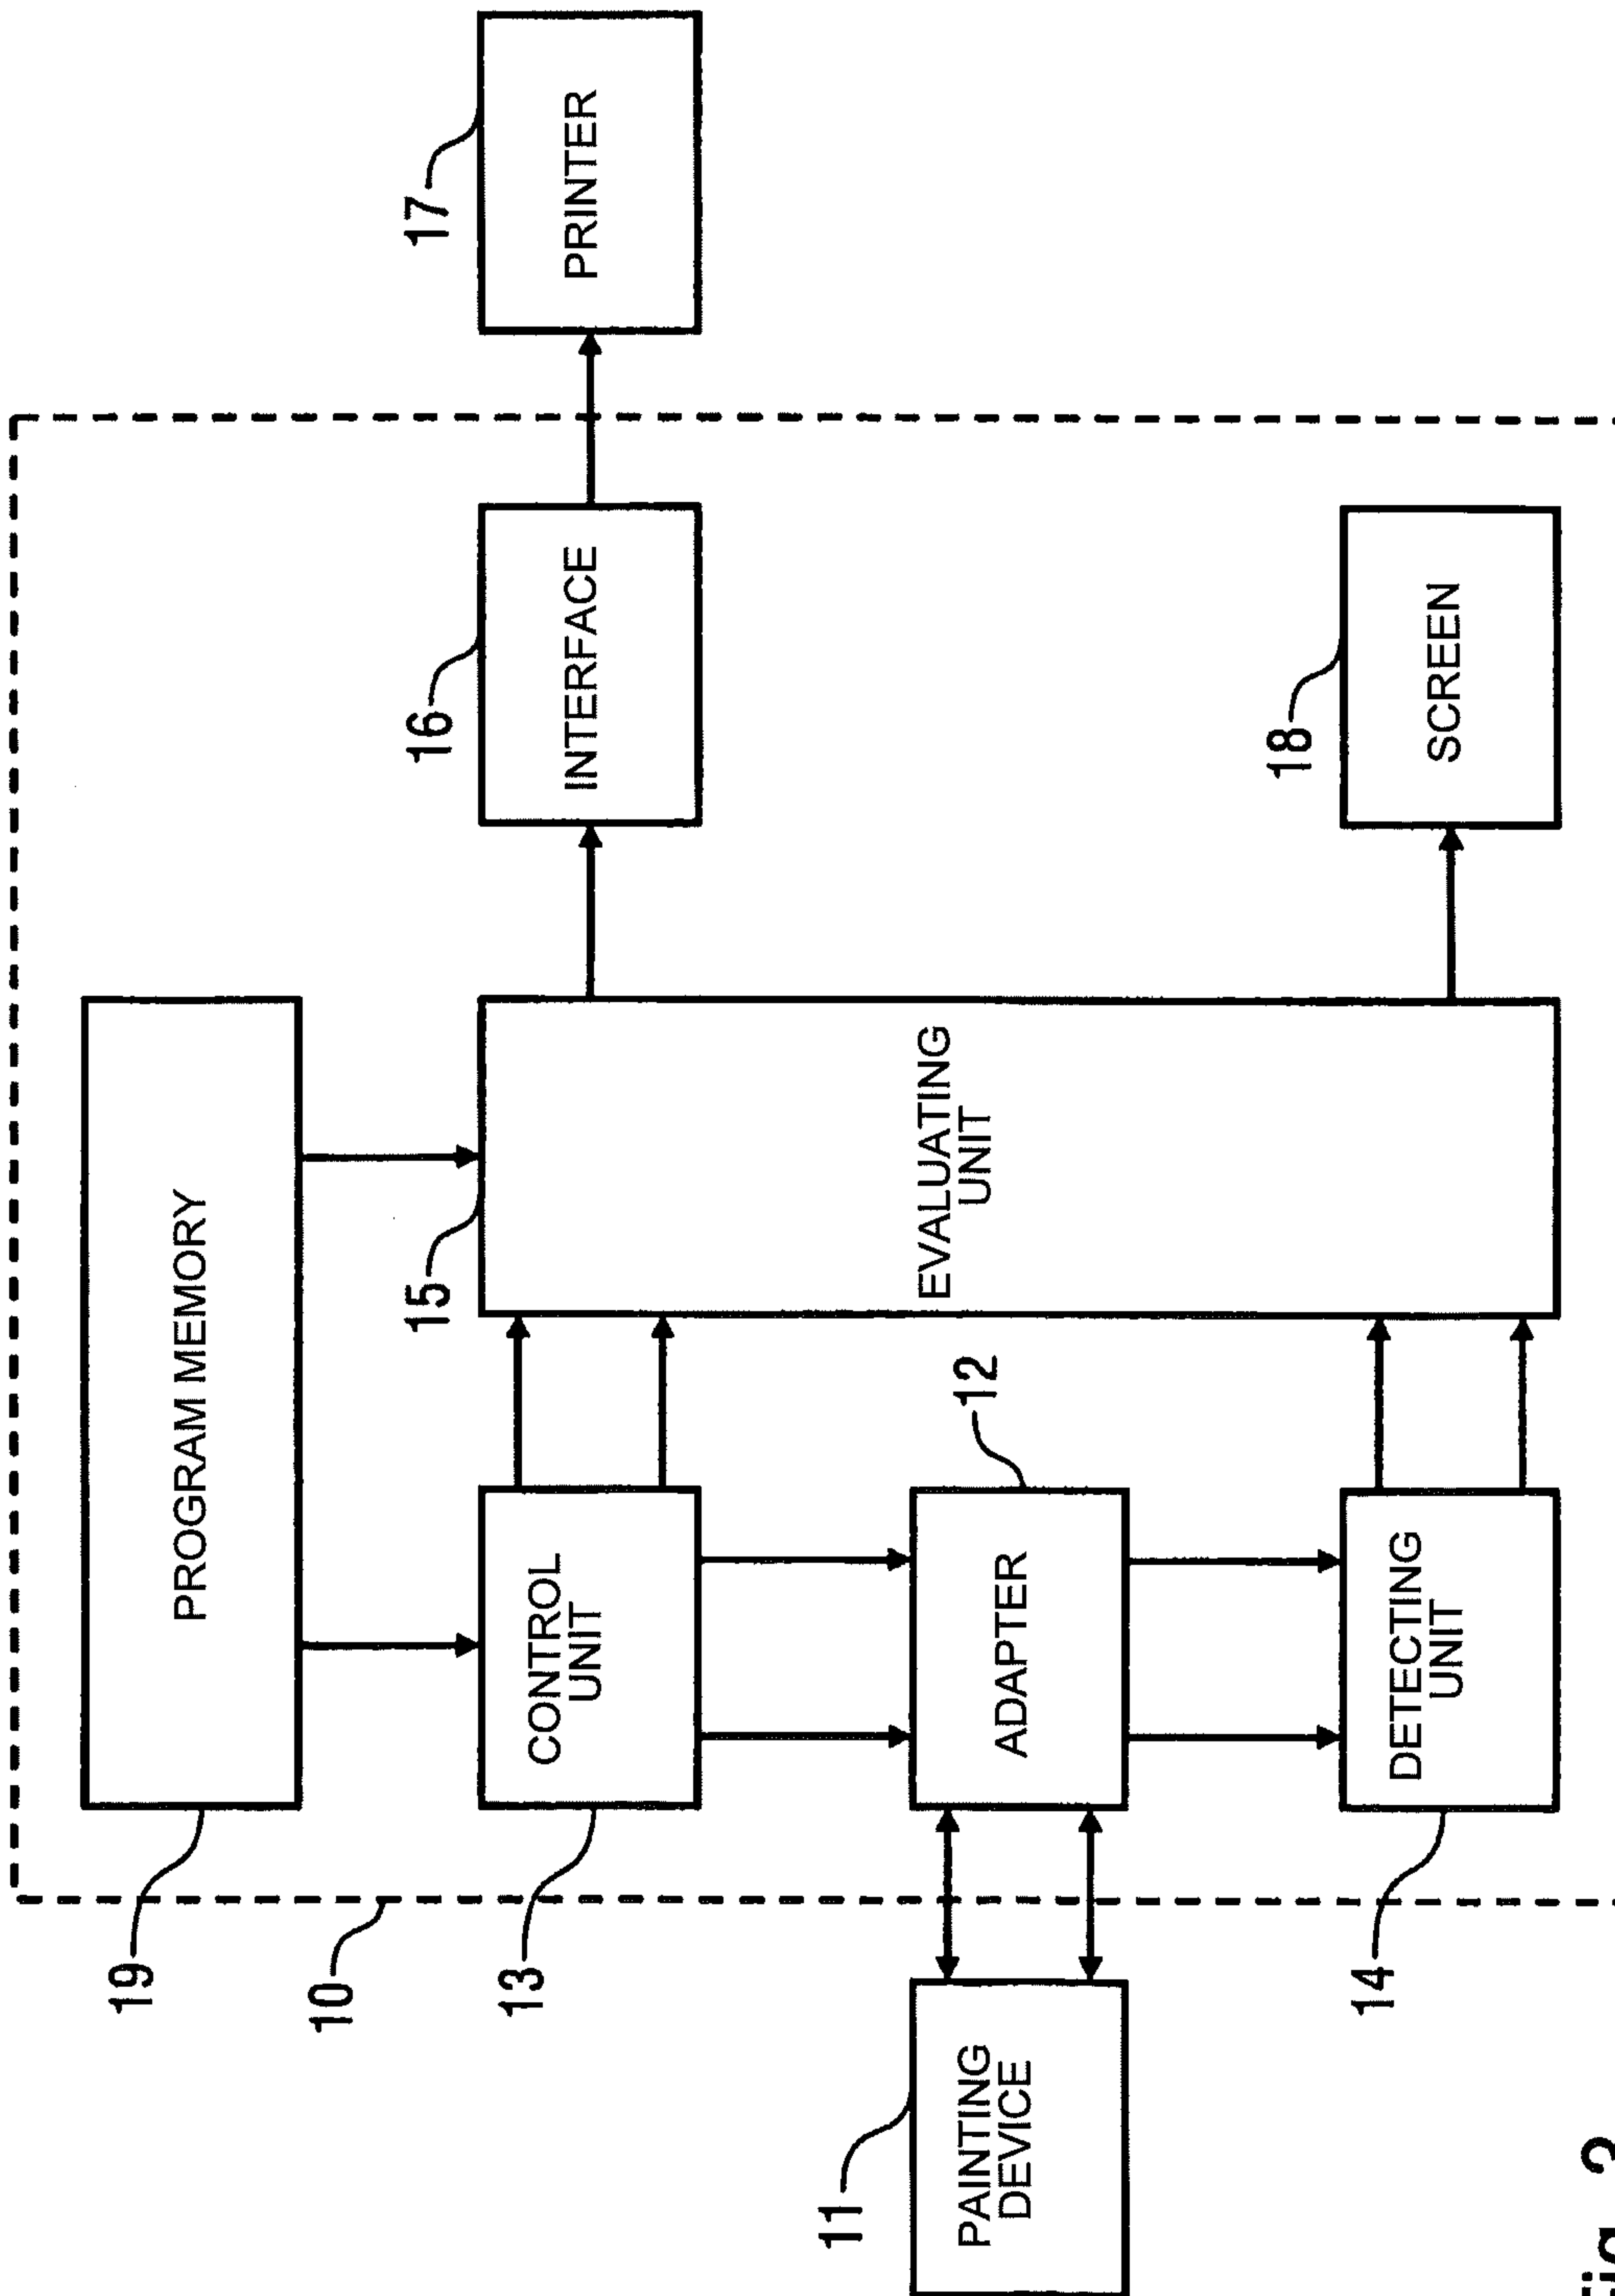 19
PROGRAM MEMORY
10
13
15
16
17
CONTROL
UNIT
INTERFACE
PRINTER
11
PAINTING
DEVICE
12
ADAPTER
EVALUATING
UNIT
14
18
DETECTING
UNIT
SCREEN
Fig.